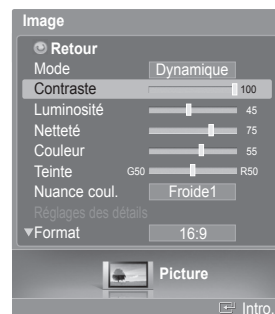 Image
Retour
Mode Dynamique
Contraste 100
Luminosité 45
Netteté 75
Couleur 55
Teinte G50 R50
Nuance coul. Froide1
Réglages des détails
▼Format 16:9
Picture
Intro.